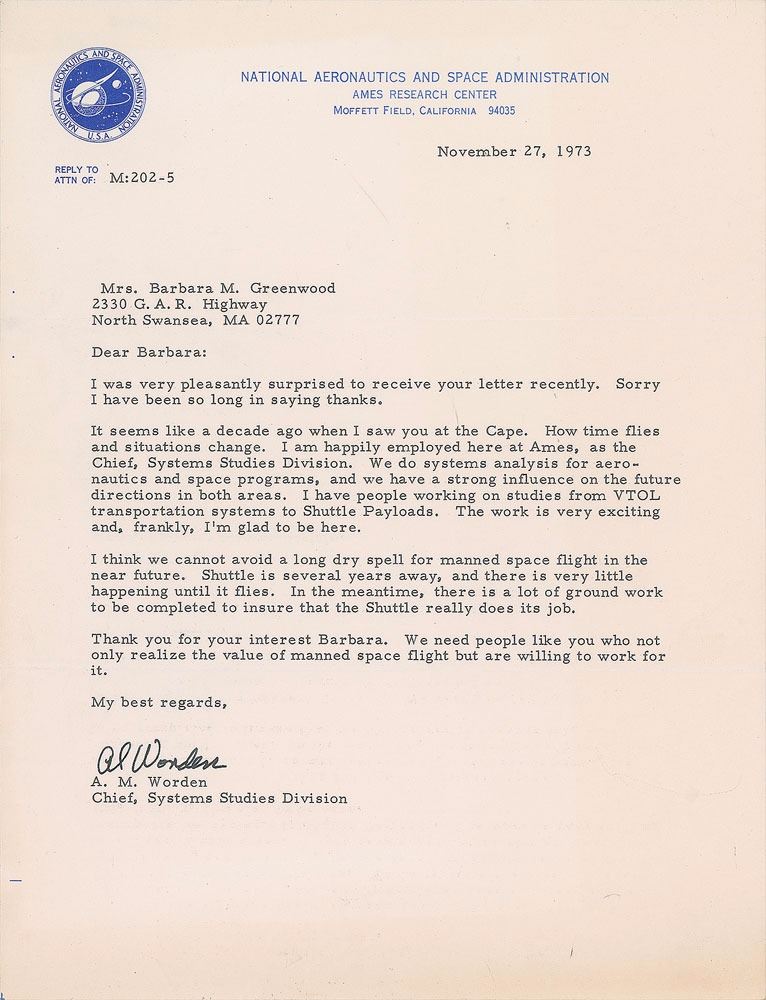 NATIONAL AERONAUTICS AND SPACE ADMINISTRATION
U.S.A.
NATIONAL AERONAUTICS AND SPACE ADMINISTRATION
AMES RESEARCH CENTER
MOFFETT FIELD, CALIFORNIA 94035
November 27, 1973
REPLY TO
ATTN OF: M:202-5
Mrs. Barbara M. Greenwood
2330 G. A. R. Highway
North Swansea, MA 02777
Dear Barbara:
I was very pleasantly surprised to receive your letter recently. Sorry
I have been so long in saying thanks.
It seems like a decade ago when I saw you at the Cape. How time flies
and situations change. I am happily employed here at Ames, as the
Chief, Systems Studies Division. We do systems analysis for aero-
nautics and space programs, and we have a strong influence on the future
directions in both areas. I have people working on studies from VTOL
transportation systems to Shuttle Payloads. The work is very exciting
and, frankly, I'm glad to be here.
I think we cannot avoid a long dry spell for manned space flight in the
near future. Shuttle is several years away, and there is very little
happening until it flies. In the meantime, there is a lot of ground work
to be completed to insure that the Shuttle really does its job.
Thank you for your interest Barbara. We need people like you who not
only realize the value of manned space flight but are willing to work for
it.
My best regards,
Al Worden
A. M. Worden
Chief, Systems Studies Division